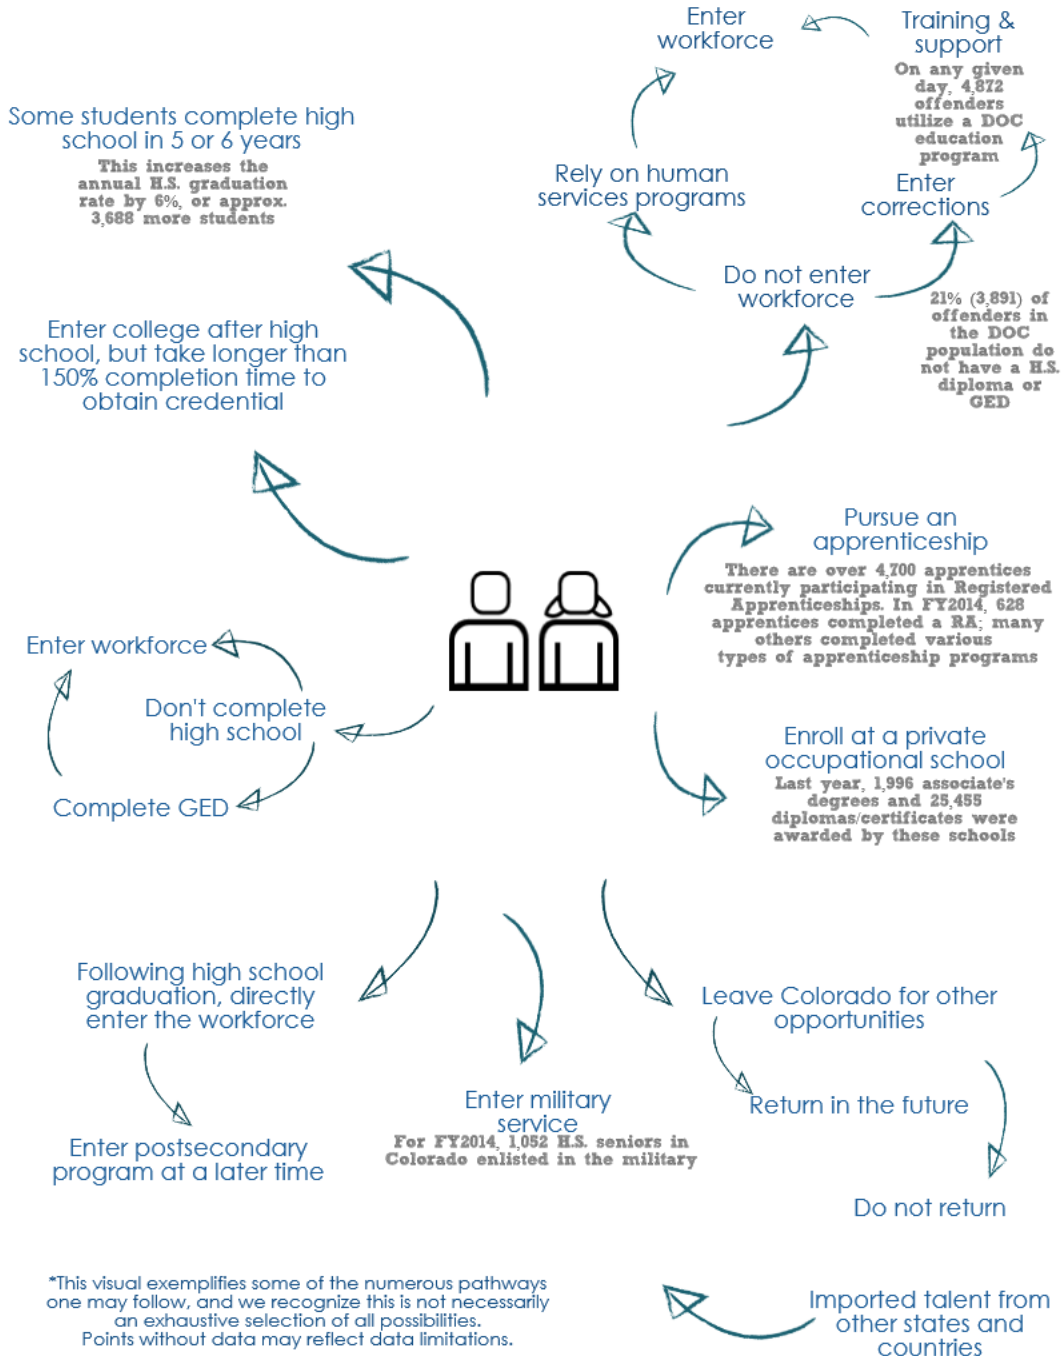 Enter
workforce
Training &
support
On any given
day, 4,872
offenders
utilize a DOC
education
program
Some students complete high
school in 5 or 6 years
This increases the
annual H.S. graduation
rate by 6%, or approx.
3,688 more students
Rely on human
services programs
Enter
corrections
Do not enter
workforce
21% (3,891) of
offenders in
the DOC
population do
not have a H.S.
diploma or
GED
Enter college after high
school, but take longer than
150% completion time to
obtain credential
Pursue an
apprenticeship
There are over 4,700 apprentices
currently participating in Registered
Apprenticeships. In FY2014, 628
apprentices completed a RA; many
others completed various
types of apprenticeship programs
Enter workforce
Don't complete
high school
Complete GED
Enroll at a private
occupational school
Last year, 1,996 associate's
degrees and 25,455
diplomas/certificates were
awarded by these schools
Following high school
graduation, directly
enter the workforce
Enter postsecondary
program at a later time
Enter military
service
For FY2014, 1,052 H.S. seniors in
Colorado enlisted in the military
Leave Colorado for other
opportunities
Return in the future
Do not return
*This visual exemplifies some of the numerous pathways
one may follow, and we recognize this is not necessarily
an exhaustive selection of all possibilities.
Points without data may reflect data limitations.
Imported talent from
other states and
countries